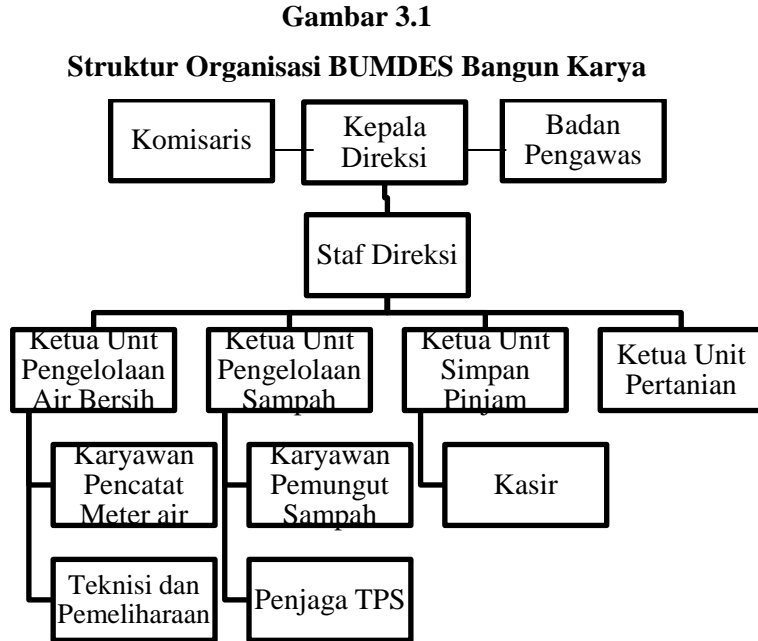 Gambar 3.1
Struktur Organisasi BUMDES Bangun Karya
Komisaris
Kepala
Direksi
Badan
Pengawas
Staf Direksi
Ketua Unit
Pengelolaan
Air Bersih
Ketua Unit
Pengelolaan
Sampah
Ketua Unit
Simpan
Pinjam
Ketua Unit
Pertanian
Karyawan
Pencatat
Meter air
Karyawan
Pemungut
Sampah
Kasir
Teknisi dan
Pemeliharaan
Penjaga TPS